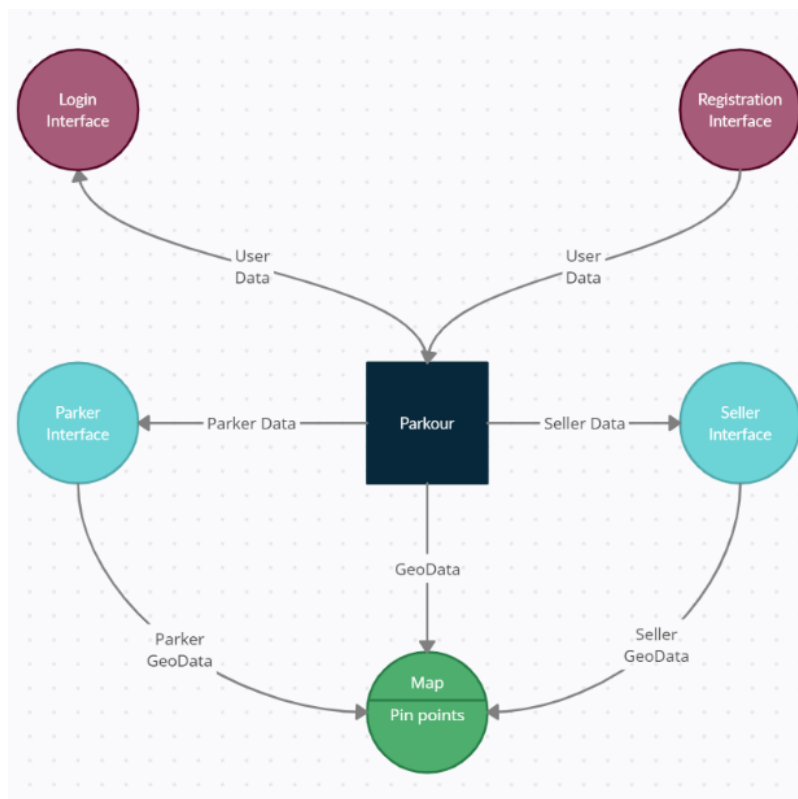 Login
Interface
Registration
Interface
User
Data
User
Data
Parker
Interface
Parker Data
Parkour
Seller Data
Seller
Interface
GeoData
Parker
GeoData
Seller
GeoData
Map
Pin points